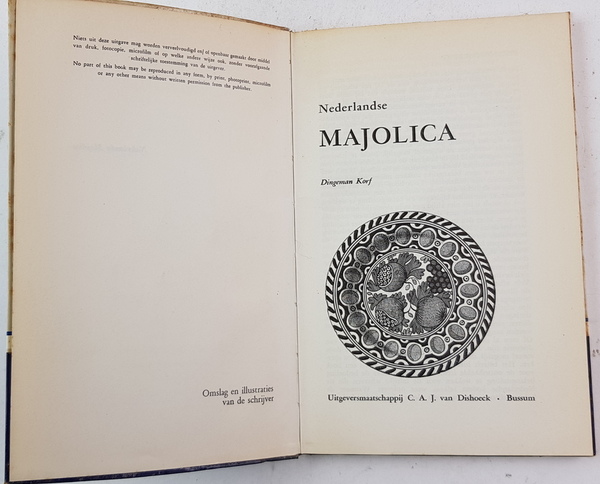 Niets uit deze uitgave mag worden verveelvoudigd en/of openbaar gemaakt door middel
van druk, fotocopie, microfilm of op welke andere wijze ook, zonder voorafgaande
schriftelijke toestemming van de uitgever.
No part of this book may be reproduced in any form, by print, photoprint, microfilm
or any other means without written permission from the publisher.
Omslag en illustraties
van de schrijver
Nederlandse
MAJOLICA
Dingeman Korf
Uitgeversmaatschappij C. A. J. van Dishoeck · Bussum